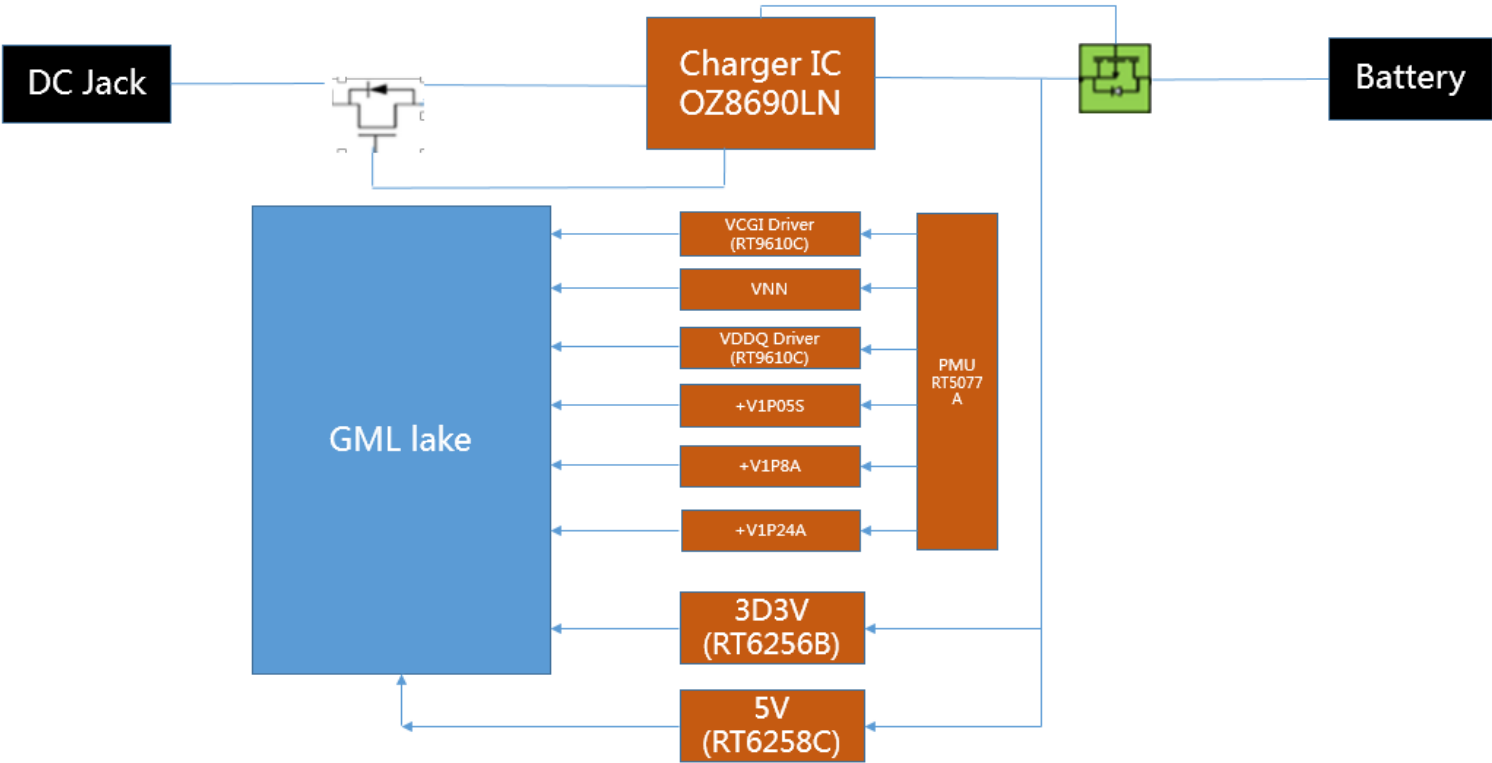 DC Jack
Charger IC
OZ8690LN
Battery
GML lake
VCGI Driver
(RT9610C)
VNN
VDDQ Driver
(RT9610C)
+V1P05S
+V1P8A
+V1P24A
PMU
RT5077
A
3D3V
(RT6256B)
5V
(RT6258C)